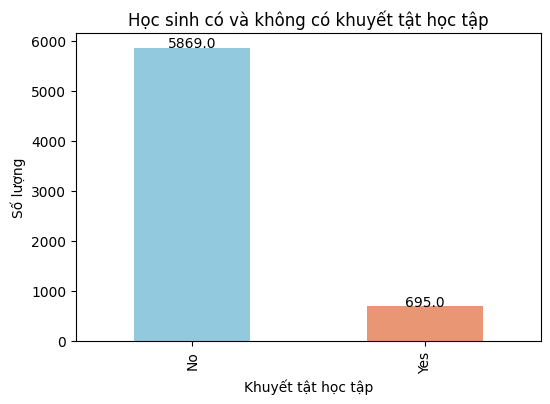 Học sinh có và không có khuyết tật học tập
5869.0
6000
5000
4000
3000
2000
1000
0
Số lượng
695.0
No
Yes
Khuyết tật học tập